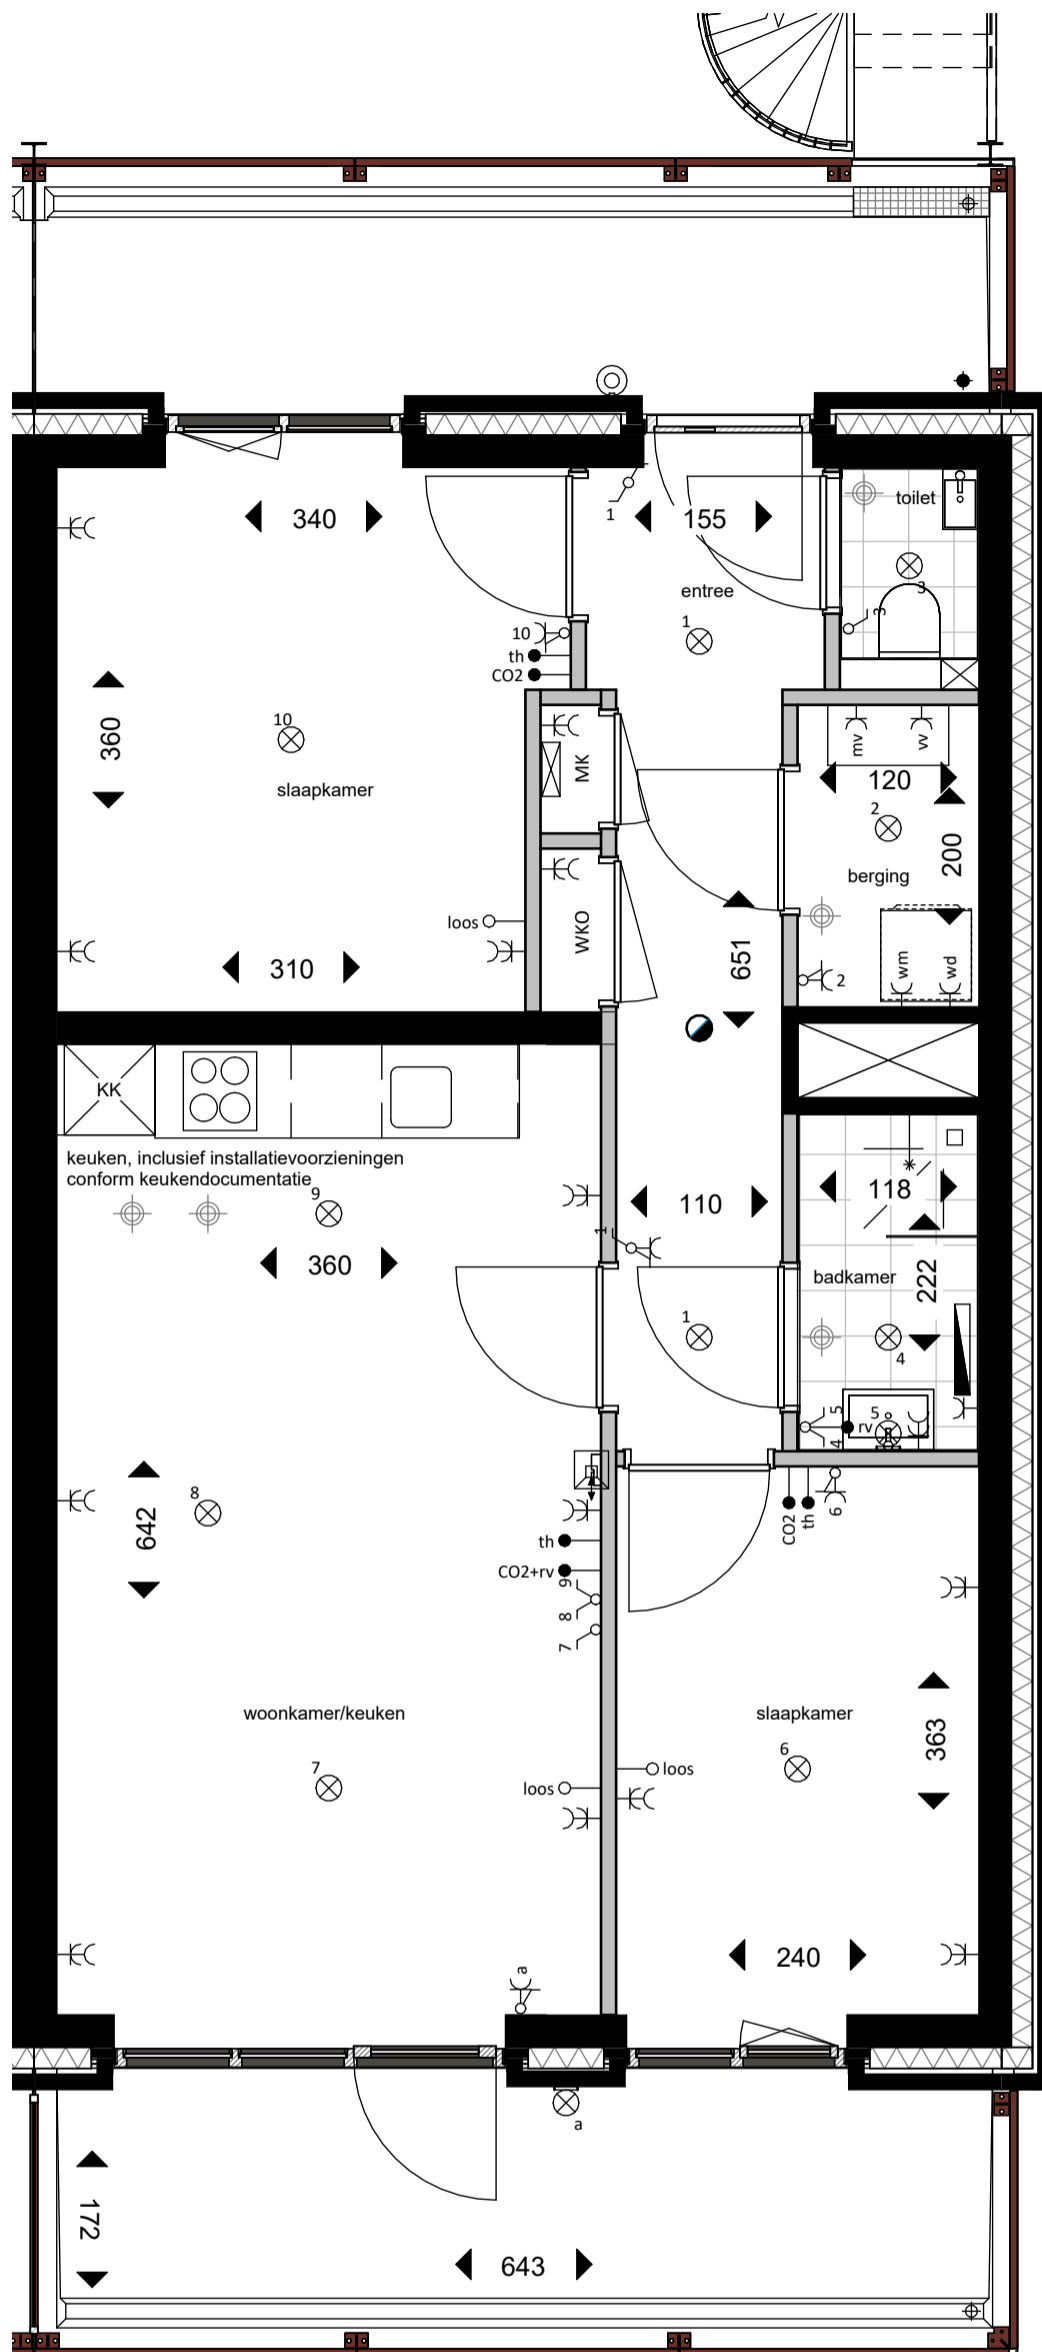 toilet
340
1
155
3
entree
3
1
10
th
CO2
360
10
slaapkamer
MK
mv
vv
120
2
200
berging
loos
WKO
wm
wd
2
310
651
KK
keuken, inclusief installatievoorzieningen
conform keukendocumentatie
9
360
1
110
118
badkamer
222
1
4
5
4
rv
5
8
642
th
CO2+rv
9
8
7
CO2
th
6
woonkamer/keuken
slaapkamer
363
7
6
loos
loos
240
a
a
172
643